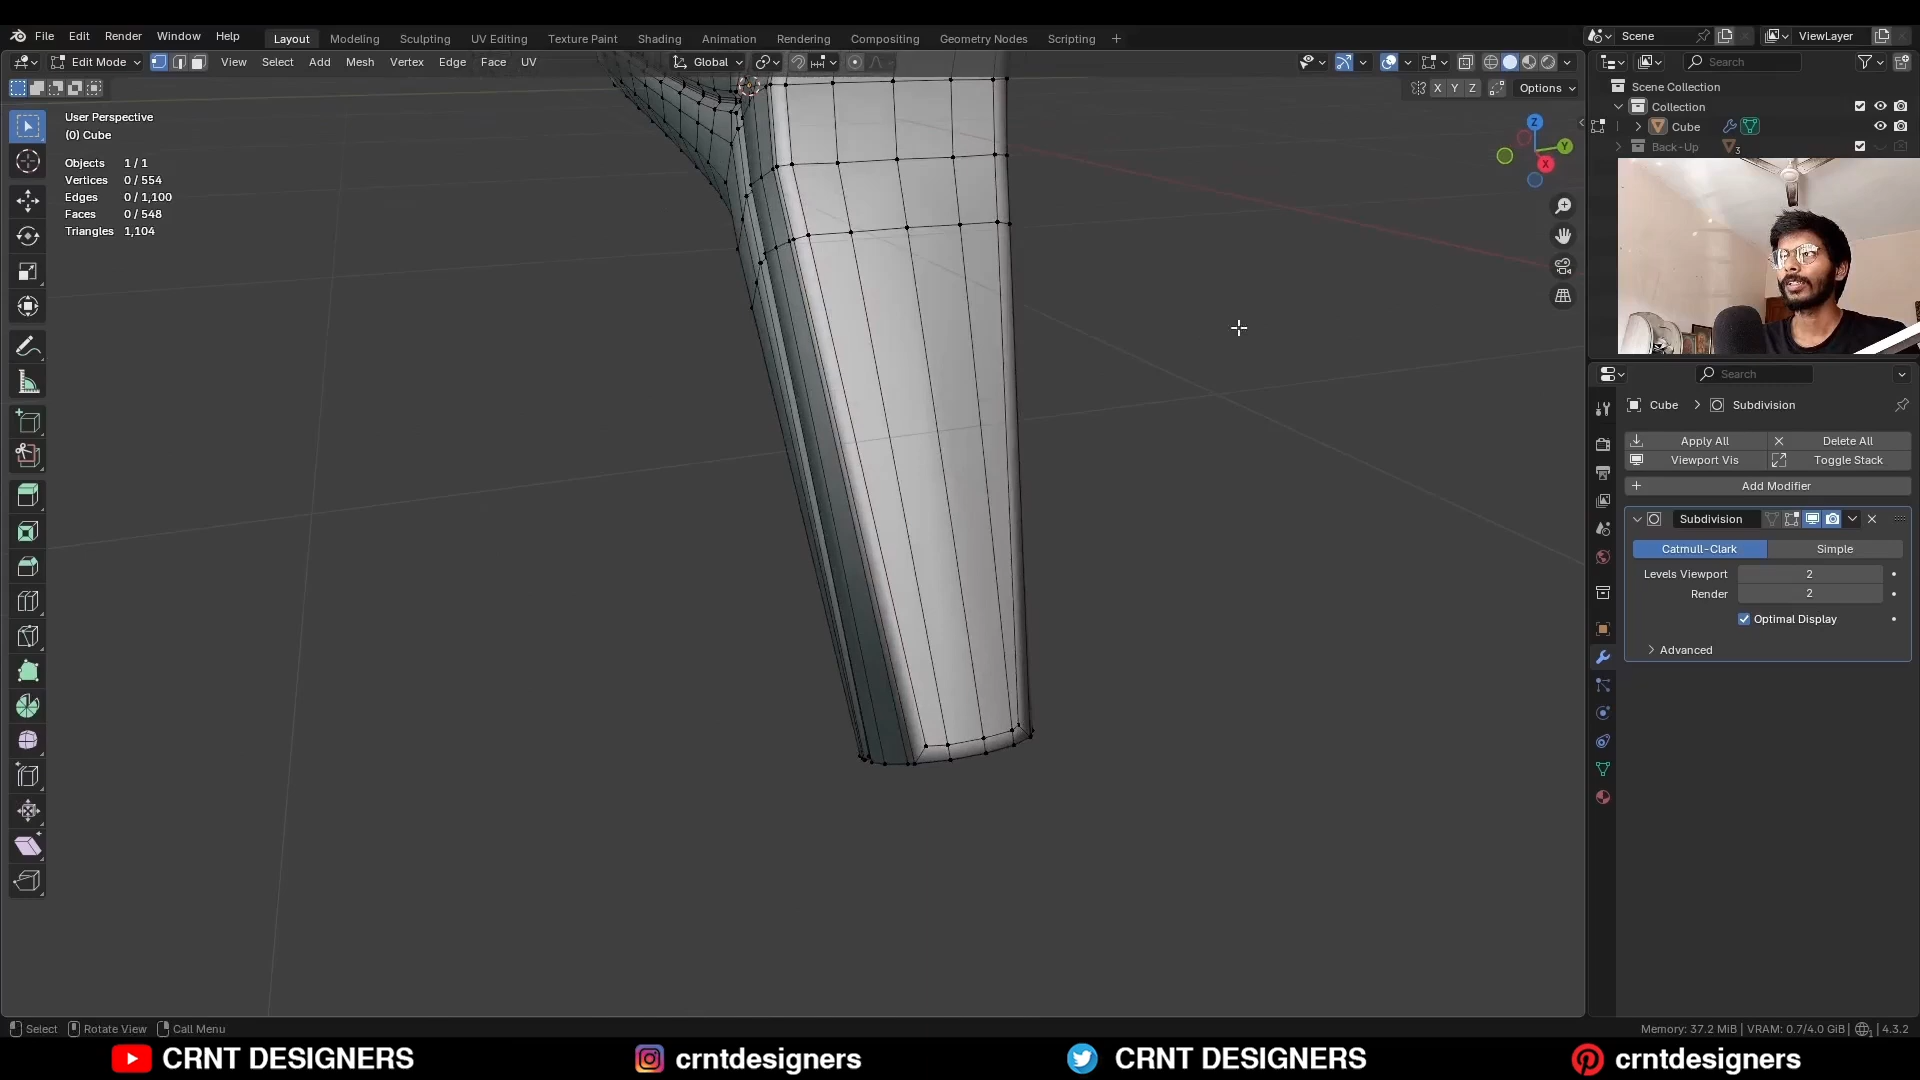 File Edit Render Window Help Layout Modeling Sculpting UV Editing Texture Paint Shading Animation Rendering Compositing Geometry Nodes Scripting + Scene ViewLayer
Edit Mode View Select Add Mesh Vertex Edge Face UV Global Search
X Y Z Options
User Perspective
(0) Cube
Objects 1 / 1
Vertices 0 / 554
Edges 0 / 1,100
Faces 0 / 548
Triangles 1,104
Z
Y
X
Scene Collection
Collection
Cube
Back-Up 3
Search
Cube > Subdivision
Apply All Delete All
Viewport Vis Toggle Stack
Add Modifier
Subdivision
Catmull-Clark Simple
Levels Viewport 2
Render 2
Optimal Display
Advanced
Select Rotate View Call Menu Memory: 37.2 MiB | VRAM: 0.7/4.0 GiB | 4.3.2
CRNT DESIGNERS crntdesigners CRNT DESIGNERS crntdesigners